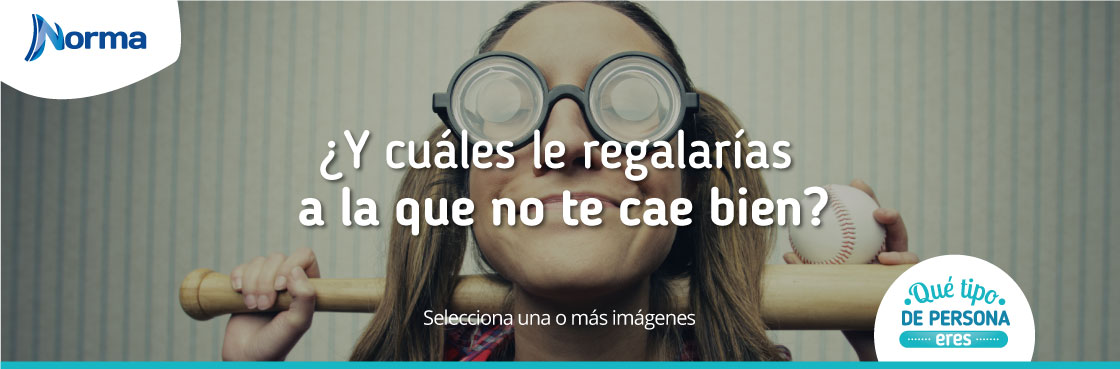 Norma
¿Y cuáles le regalarías
a la que no te cae bien?
Selecciona una o más imágenes
Qué tipo
DE PERSONA
eres